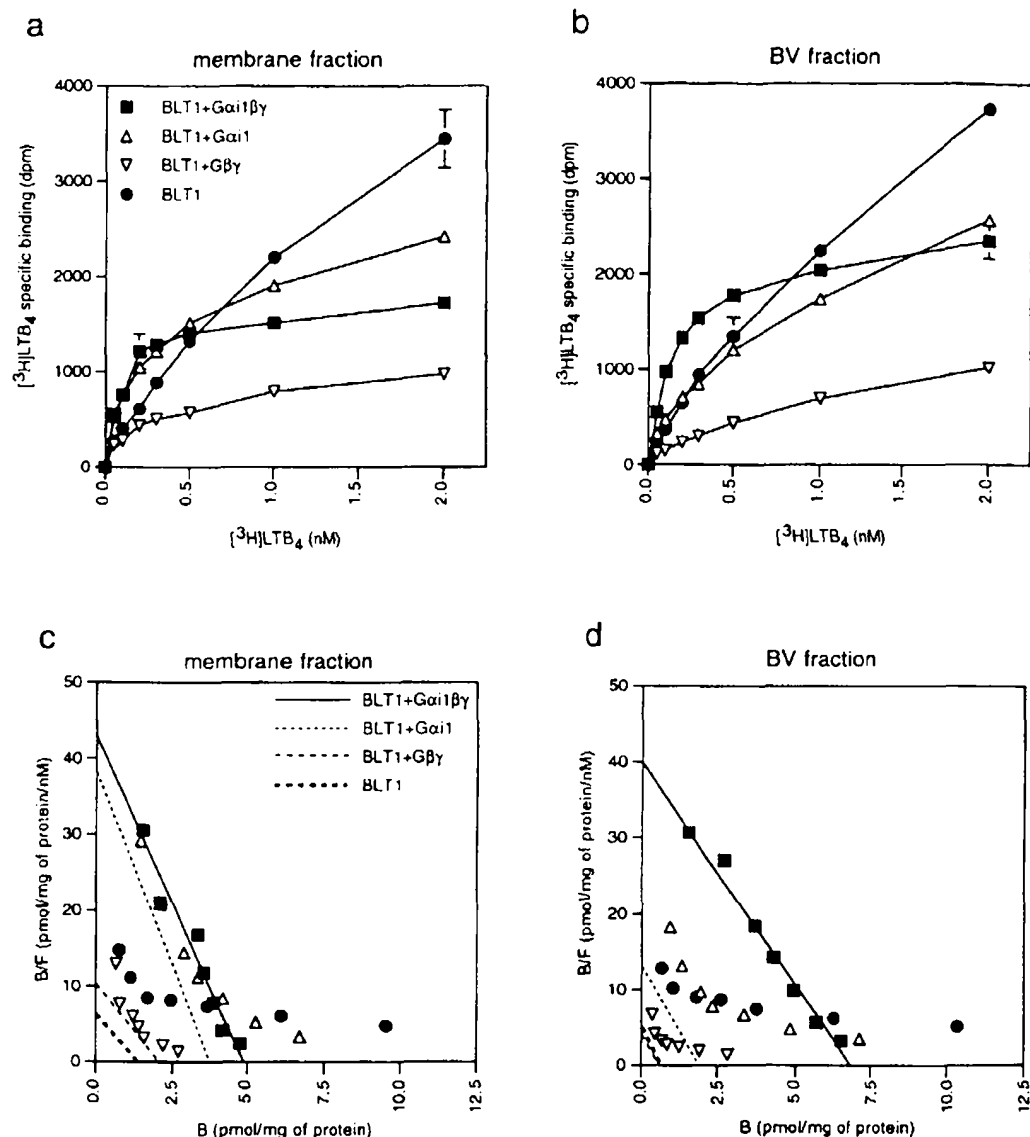 a
membrane fraction
[³H]LTB₄ specific binding (dpm)
4000
3000
2000
1000
0
BLT1+Gαi1βγ
BLT1+Gαi1
BLT1+Gβγ
BLT1
0.0
0.5
1.0
1.5
2.0
[³H]LTB₄ (nM)
b
BV fraction
[³H]LTB₄ specific binding (dpm)
4000
3000
2000
1000
0
0.0
0.5
1.0
1.5
2.0
[³H]LTB₄ (nM)
c
membrane fraction
B/F (pmol/mg of protein/nM)
50
40
30
20
10
0
BLT1+Gαi1βγ
BLT1+Gαi1
BLT1+Gβγ
BLT1
0.0
2.5
5.0
7.5
10.0
12.5
B (pmol/mg of protein)
d
BV fraction
B/F (pmol/mg of protein/nM)
50
40
30
20
10
0
0.0
2.5
5.0
7.5
10.0
12.5
B (pmol/mg of protein)